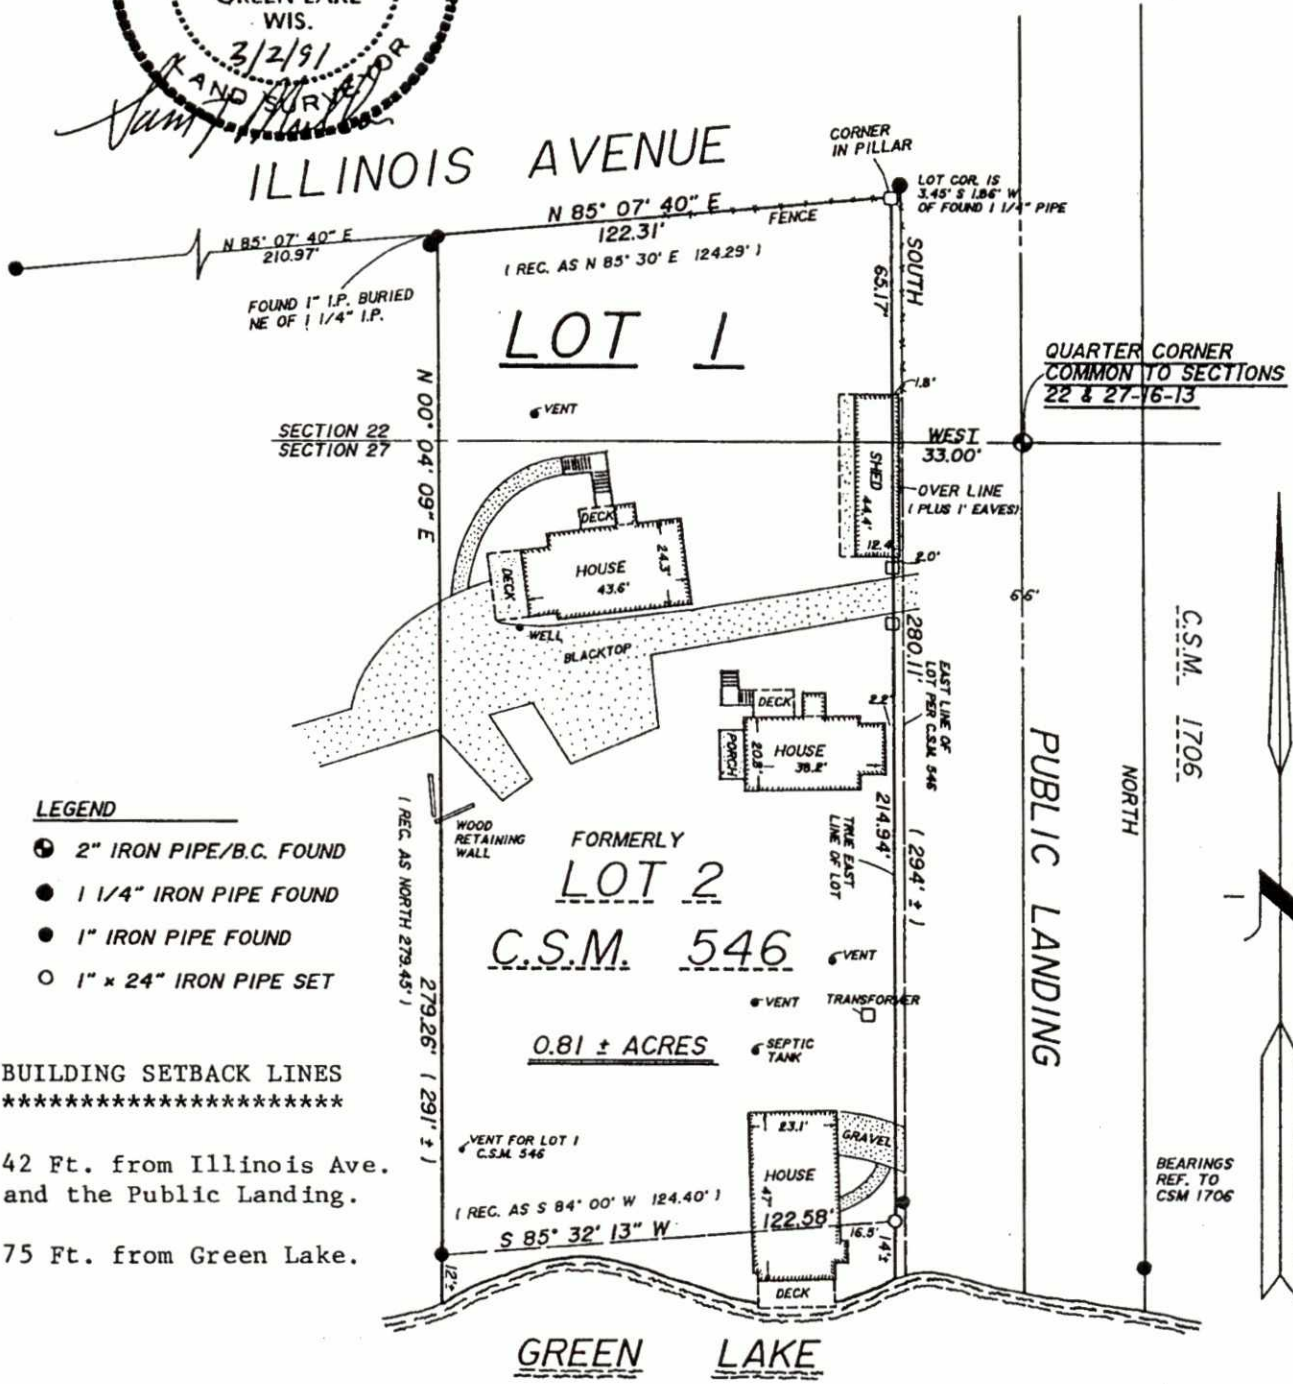 GREEN LAKE
WIS.
3/2/91
LAND SURVEYOR
ILLINOIS AVENUE
CORNER
IN PILLAR
LOT COR. IS
3.45' S 1.86' W
OF FOUND 1 1/4" PIPE
N 85° 07' 40" E
122.31'
FENCE
( REC. AS N 85° 30' E 124.29' )
N 85° 07' 40" E
210.97'
FOUND 1" I.P. BURIED
NE OF 1 1/4" I.P.
SOUTH
65.17'
LOT 1
QUARTER CORNER
COMMON TO SECTIONS
22 & 27-16-13
1.8'
VENT
N 00° 04' 09" E
SECTION 22
SECTION 27
WEST
33.00'
SHED
44.4'
12.4
OVER LINE
( PLUS 1' EAVES)
2.0'
DECK
HOUSE
43.6'
24.3'
DECK
WELL
BLACKTOP
66'
280.11'
EAST LINE OF
LOT PER C.S.M. 546
C.S.M. 1706
DECK
2.2'
PORCH
HOUSE
38.2'
20.8'
PUBLIC LANDING
NORTH
LEGEND
2" IRON PIPE/B.C. FOUND
1 1/4" IRON PIPE FOUND
1" IRON PIPE FOUND
1" x 24" IRON PIPE SET
WOOD
RETAINING
WALL
( REC. AS NORTH 279.45' )
FORMERLY
LOT 2
C.S.M. 546
214.94'
TRUE EAST
LINE OF LOT
( 294' ± )
VENT
VENT
TRANSFORMER
0.81 ± ACRES
SEPTIC
TANK
279.26' ( 291' ± )
BUILDING SETBACK LINES
**********************
42 Ft. from Illinois Ave.
and the Public Landing.
75 Ft. from Green Lake.
VENT FOR LOT 1
C.S.M. 546
23.1'
GRAVEL
HOUSE
47'
BEARINGS
REF. TO
CSM 1706
( REC. AS S 84° 00' W 124.40' )
S 85° 32' 13" W
122.58'
16.5'
14'±
12'±
DECK
GREEN LAKE